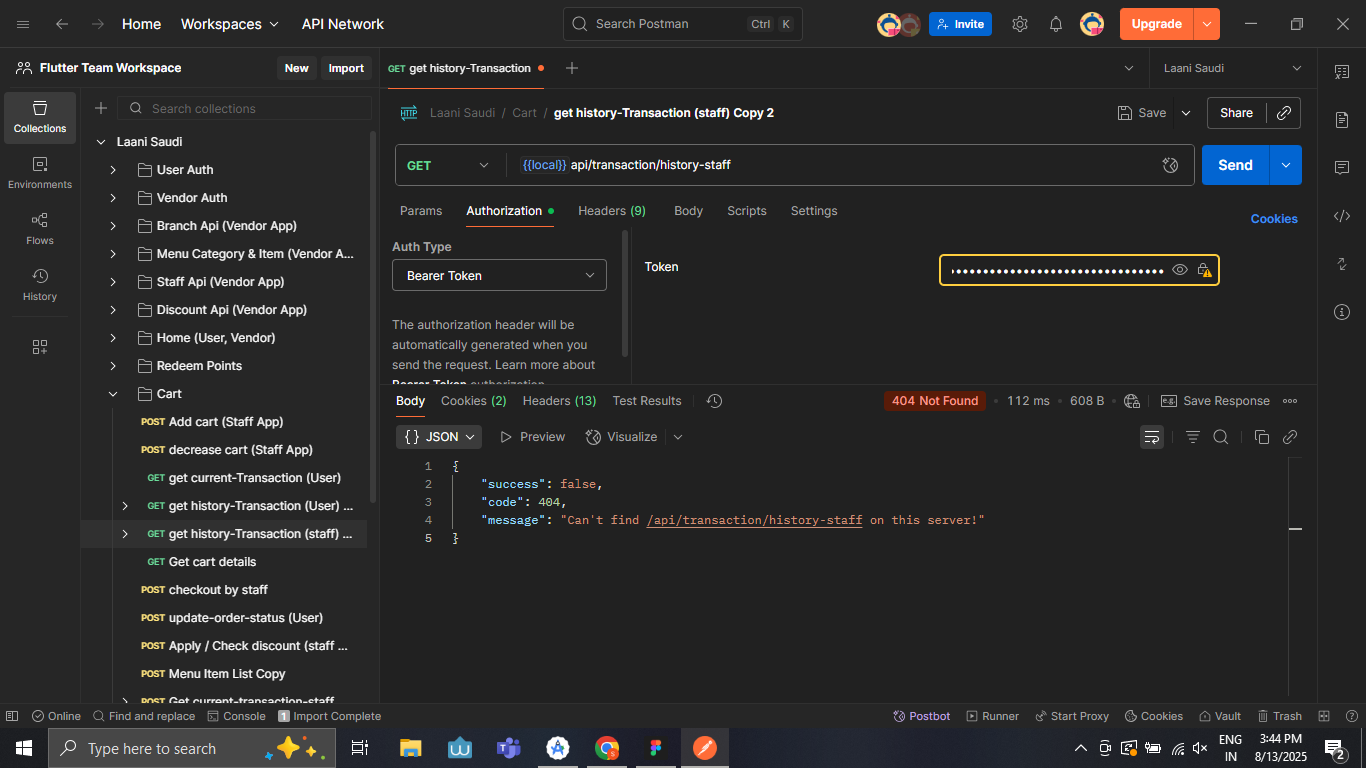 Home
Workspaces
API Network
Search Postman
Ctrl
K
Invite
Upgrade
Flutter Team Workspace
New
Import
GET get history-Transaction
Laani Saudi
Collections
Environments
Flows
History
Search collections
Laani Saudi
User Auth
Vendor Auth
Branch Api (Vendor App)
Menu Category & Item (Vendor A...
Staff Api (Vendor App)
Discount Api (Vendor App)
Home (User, Vendor)
Redeem Points
Cart
POST Add cart (Staff App)
POST decrease cart (Staff App)
GET get current-Transaction (User)
GET get history-Transaction (User) ...
GET get history-Transaction (staff) ...
GET Get cart details
POST checkout by staff
POST update-order-status (User)
POST Apply / Check discount (staff ...
POST Menu Item List Copy
POST Get current-transaction-staff
HTTP Laani Saudi / Cart / get history-Transaction (staff) Copy 2
Save
Share
GET
{{local}} api/transaction/history-staff
Send
Params
Authorization
Headers (9)
Body
Scripts
Settings
Cookies
Auth Type
Bearer Token
The authorization header will be
automatically generated when you
send the request. Learn more about
Bearer Token authorization.
Token
Body
Cookies (2)
Headers (13)
Test Results
404 Not Found
112 ms
608 B
e.g. Save Response
{ } JSON
Preview
Visualize
1 {
2 "success": false,
3 "code": 404,
4 "message": "Can't find /api/transaction/history-staff on this server!"
5 }
Online
Find and replace
Console
1 Import Complete
Postbot
Runner
Start Proxy
Cookies
Vault
Trash
Type here to search
ENG
IN
3:44 PM
8/13/2025
2